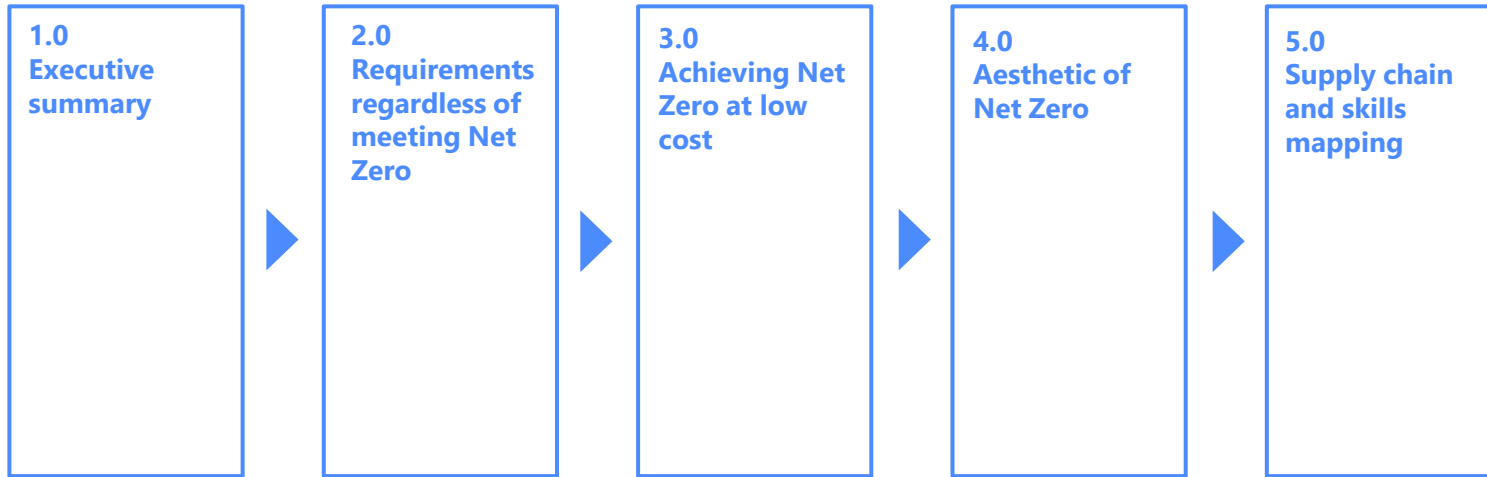 1.0
Executive
summary
2.0
Requirements
regardless of
meeting Net
Zero
3.0
Achieving Net
Zero at low
cost
4.0
Aesthetic of
Net Zero
5.0
Supply chain
and skills
mapping